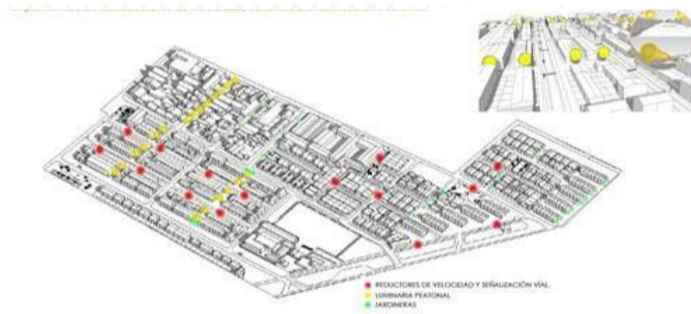 REDUCTORES DE VELOCIDAD Y SEÑALIZACIÓN VÍAL.
LUMINARIA PEATONAL
JARDINERAS